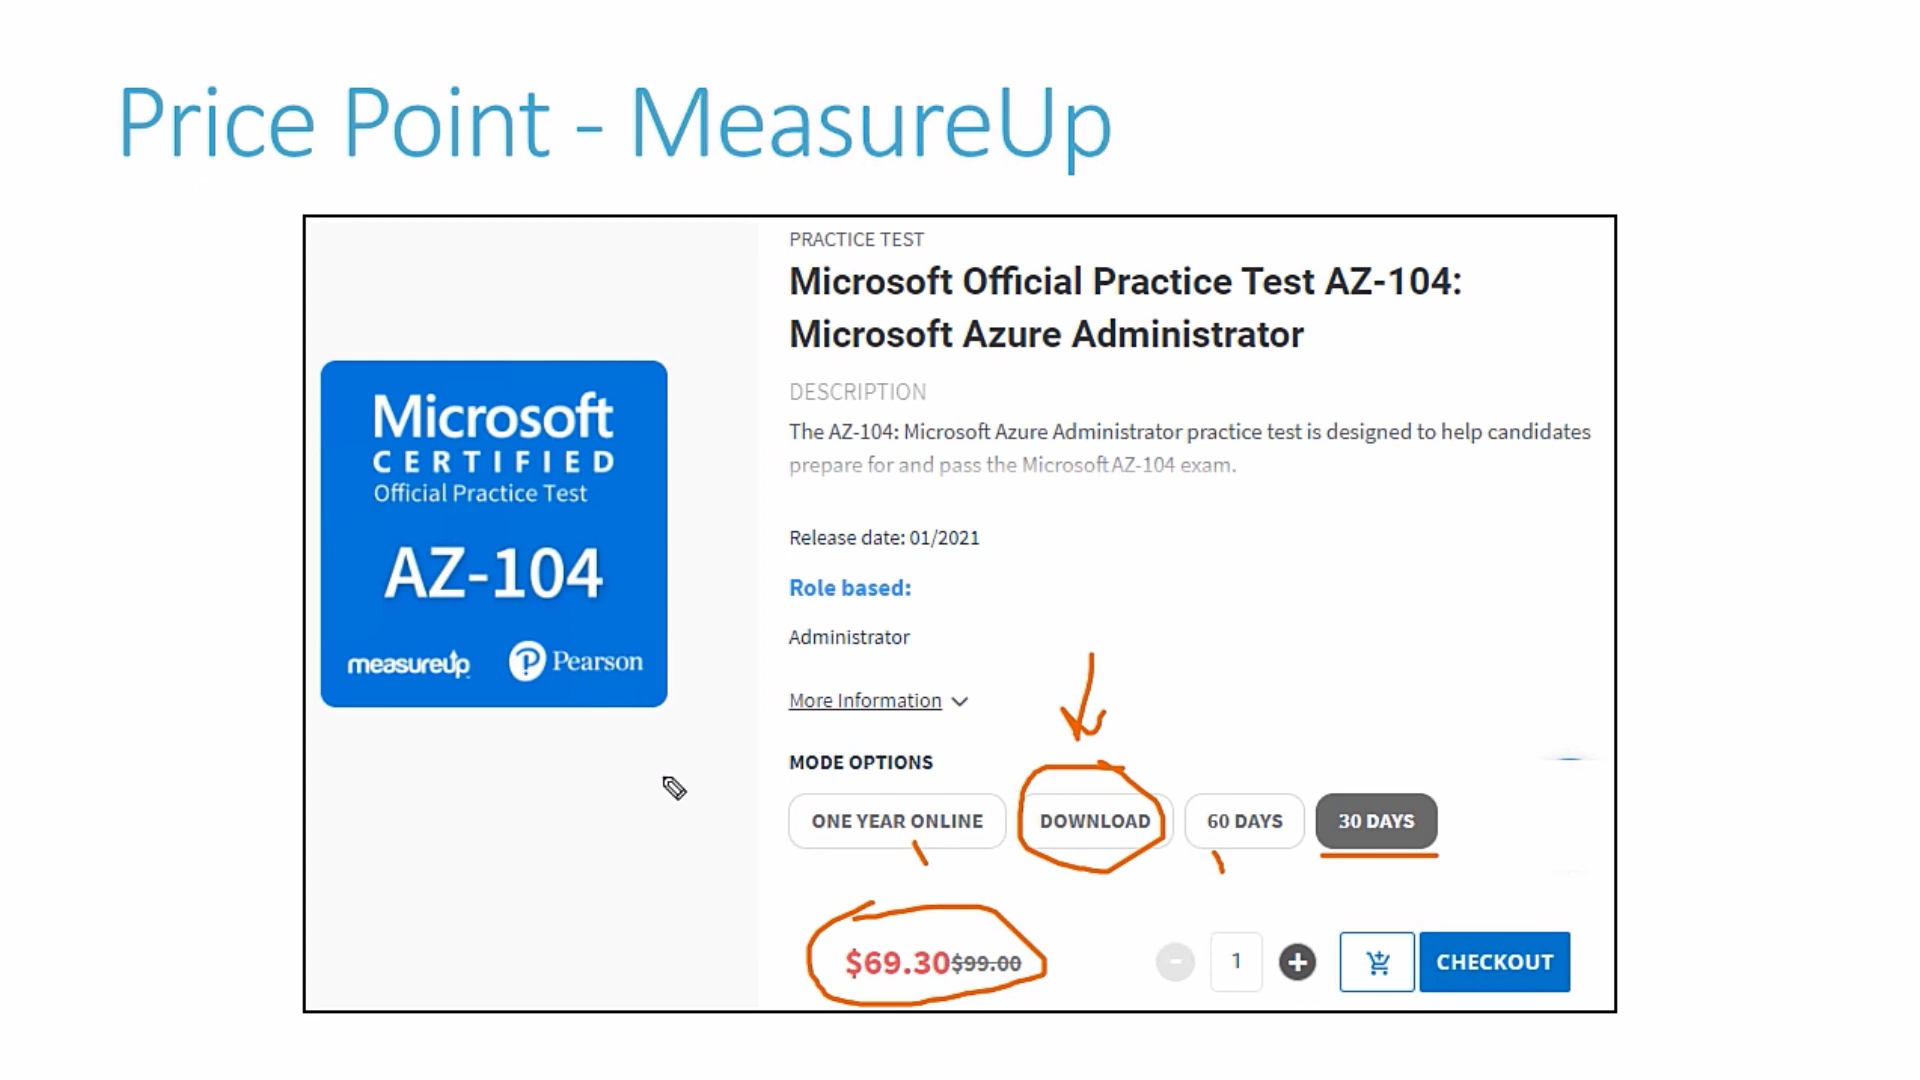 Price Point - MeasureUp
PRACTICE TEST
Microsoft Official Practice Test AZ-104:
Microsoft Azure Administrator
DESCRIPTION
The AZ-104: Microsoft Azure Administrator practice test is designed to help candidates
prepare for and pass the Microsoft AZ-104 exam.
Release date: 01/2021
Role based:
Administrator
More Information
MODE OPTIONS
ONE YEAR ONLINE DOWNLOAD 60 DAYS 30 DAYS
$69.30 $99.00 - 1 + CHECKOUT
Microsoft
CERTIFIED
Official Practice Test
AZ-104
measureup Pearson